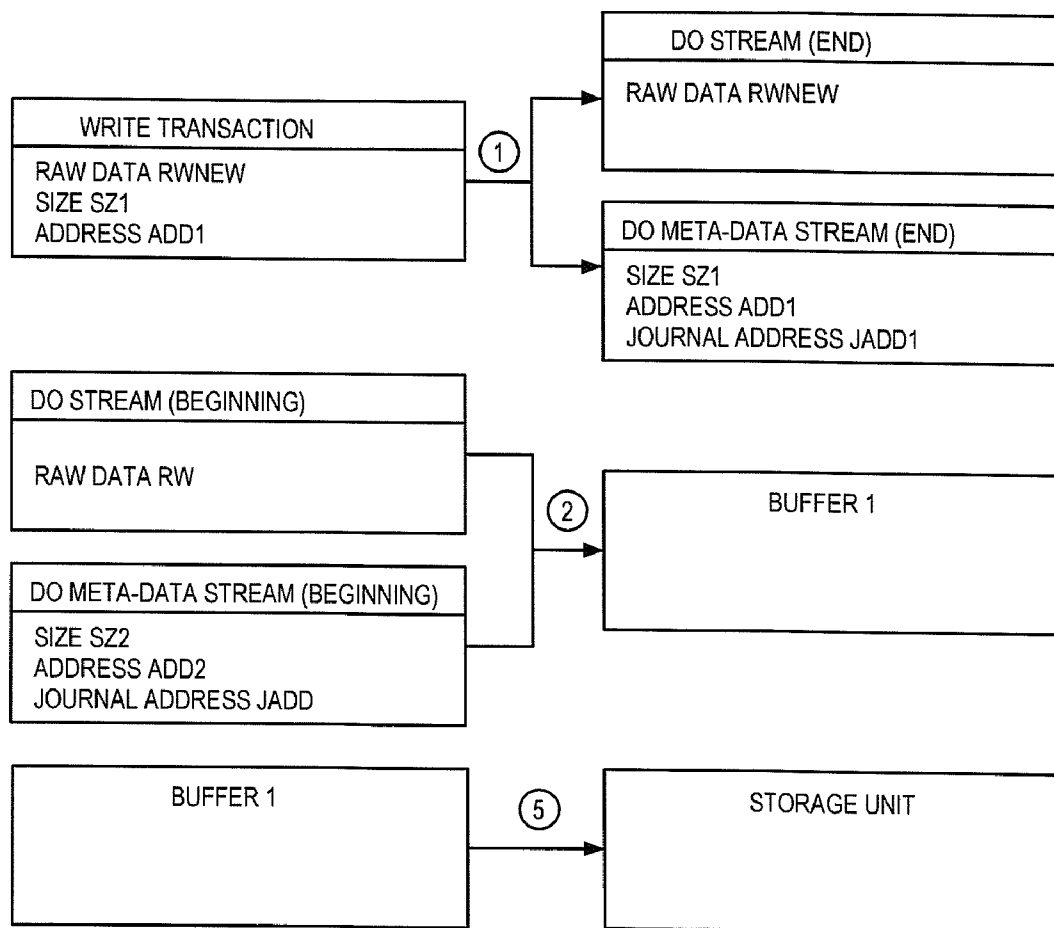 DO STREAM (END)
RAW DATA RWNEW
WRITE TRANSACTION
RAW DATA RWNEW
SIZE SZ1
ADDRESS ADD1
1
DO META-DATA STREAM (END)
SIZE SZ1
ADDRESS ADD1
JOURNAL ADDRESS JADD1
DO STREAM (BEGINNING)
RAW DATA RW
DO META-DATA STREAM (BEGINNING)
SIZE SZ2
ADDRESS ADD2
JOURNAL ADDRESS JADD
2
BUFFER 1
BUFFER 1
5
STORAGE UNIT